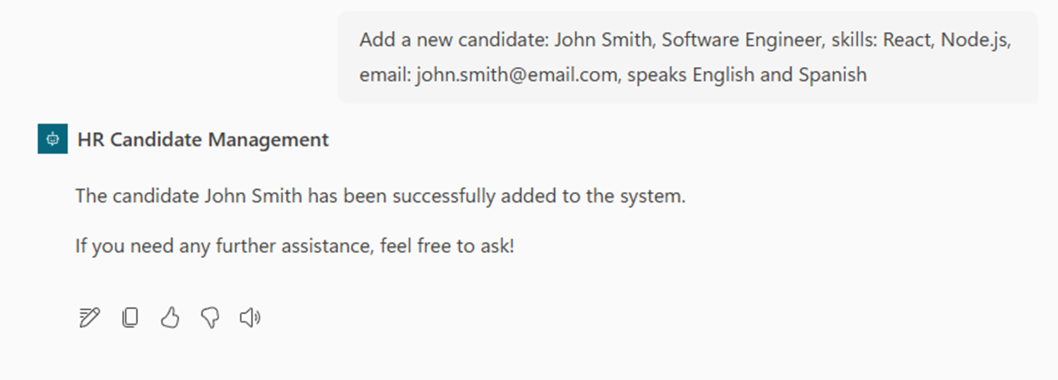 Add a new candidate: John Smith, Software Engineer, skills: React, Node.js,
email: john.smith@email.com, speaks English and Spanish
HR Candidate Management
The candidate John Smith has been successfully added to the system.
If you need any further assistance, feel free to ask!